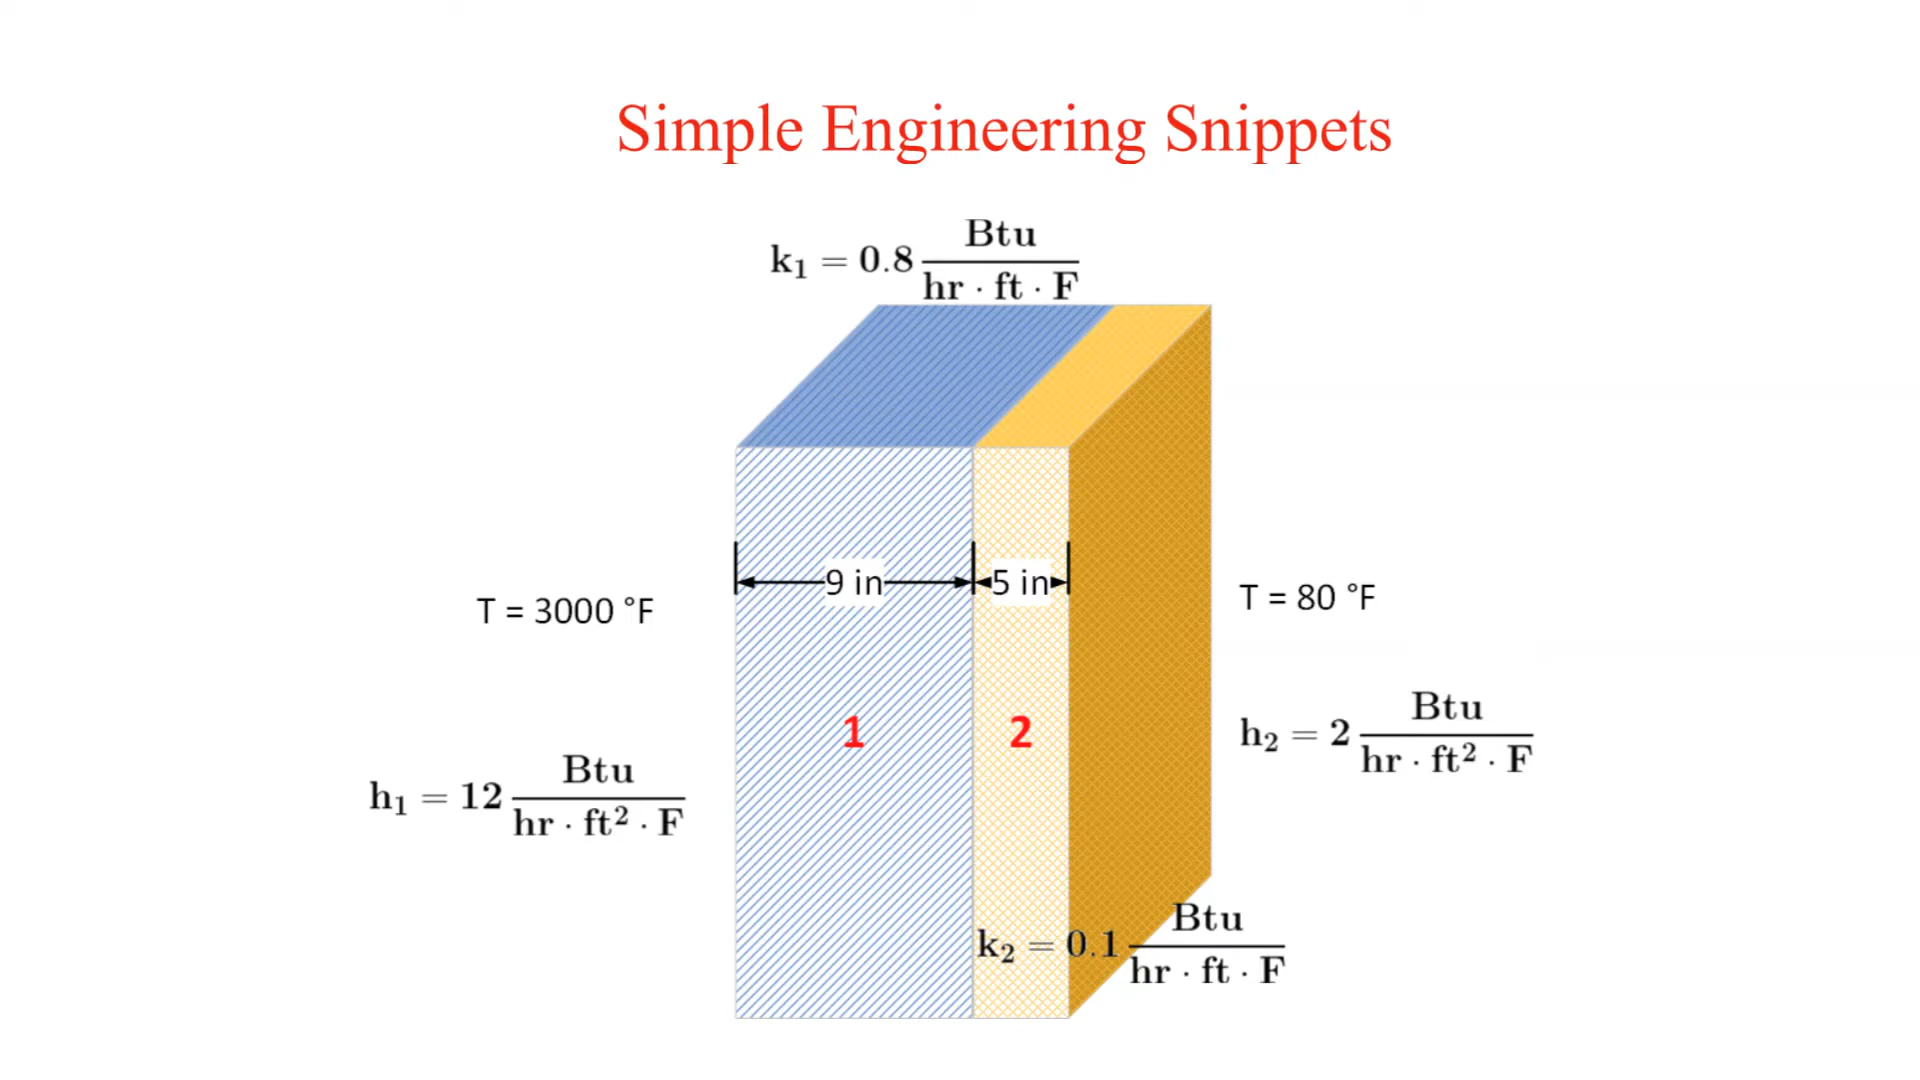 Simple Engineering Snippets
k₁ = 0.8 Btu / hr · ft · F
9 in
5 in
T = 3000 °F
T = 80 °F
1
2
h₂ = 2 Btu / hr · ft² · F
h₁ = 12 Btu / hr · ft² · F
k₂ = 0.1 Btu / hr · ft · F